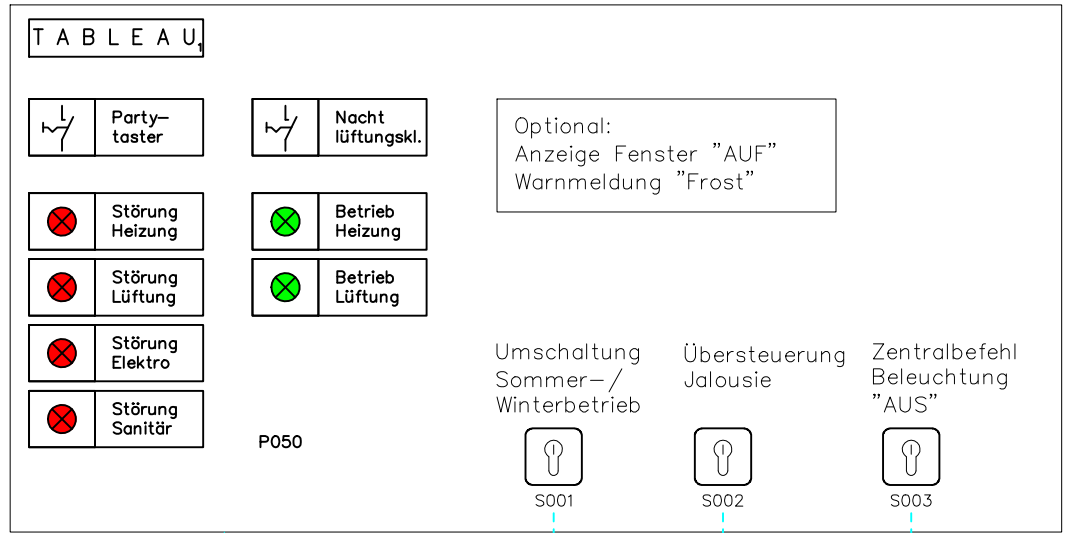 TABLEAU1
Party-
taster
Nacht
lüftungskl.
Optional:
Anzeige Fenster "AUF"
Warnmeldung "Frost"
Störung
Heizung
Betrieb
Heizung
Störung
Lüftung
Betrieb
Lüftung
Störung
Elektro
Störung
Sanitär
P050
Umschaltung
Sommer-/
Winterbetrieb
S001
Übersteuerung
Jalousie
S002
Zentralbefehl
Beleuchtung
"AUS"
S003